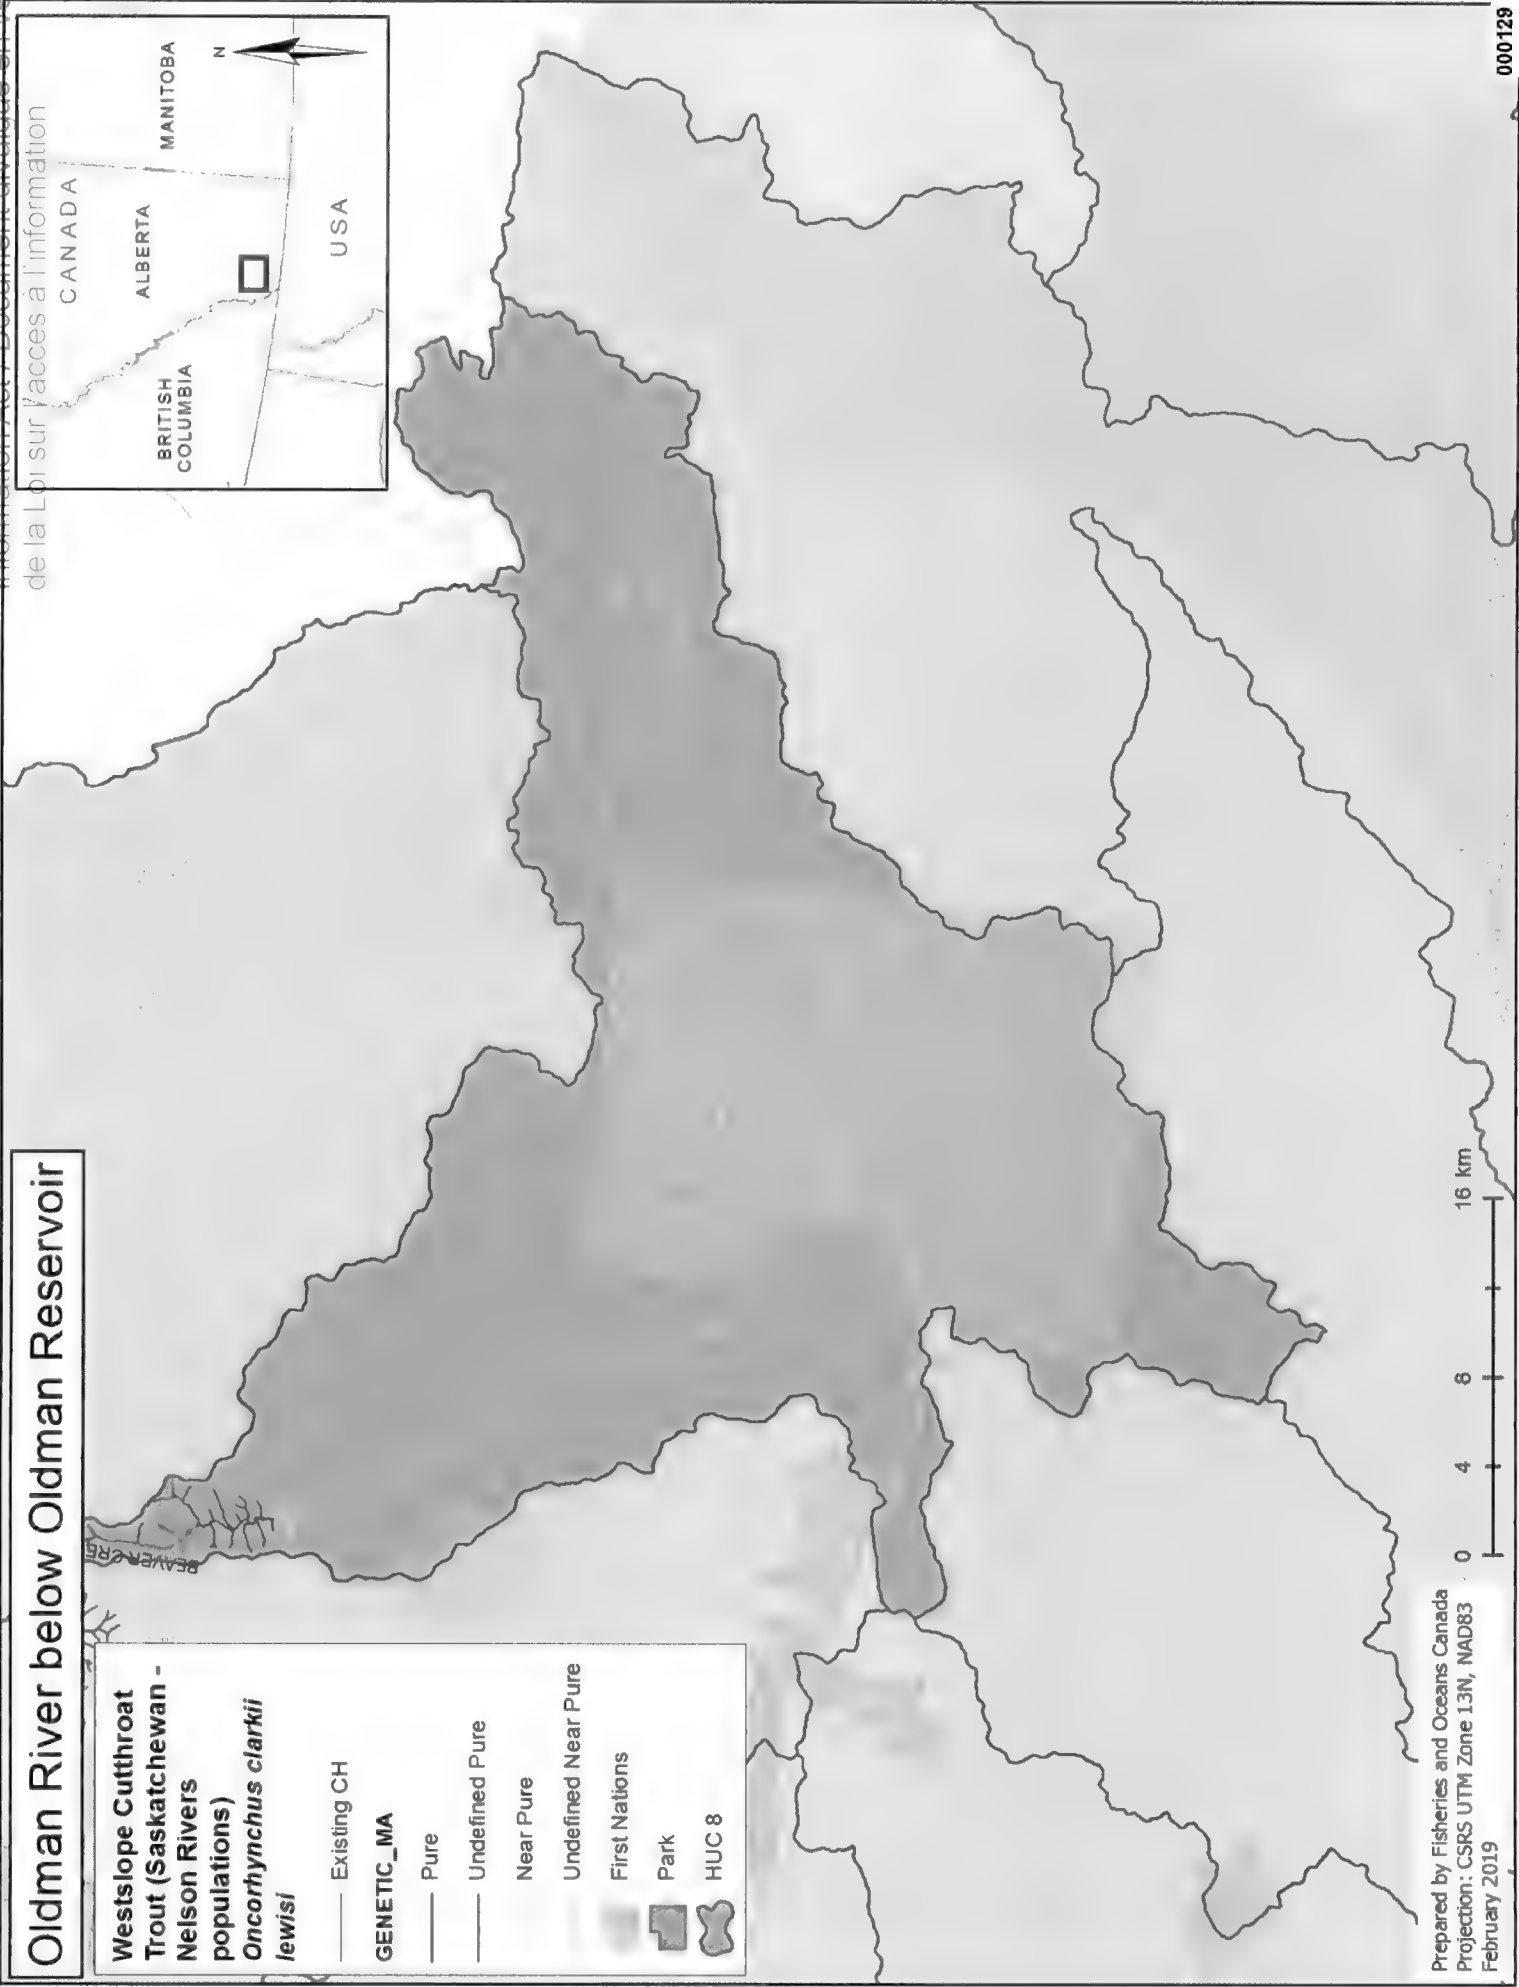 Oldman River below Oldman Reservoir
de la Loi sur l'accès à l'information
CANADA
ALBERTA
MANITOBA
BRITISH
COLUMBIA
USA
N
BEAVER CRE
Westslope Cutthroat
Trout (Saskatchewan -
Nelson Rivers
populations)
Oncorhynchus clarkii
lewisi
Existing CH
GENETIC_MA
Pure
Undefined Pure
Near Pure
Undefined Near Pure
First Nations
Park
HUC 8
Prepared by Fisheries and Oceans Canada
Projection: CSRS UTM Zone 13N, NAD83
February 2019
0 4 8 16 km
000129